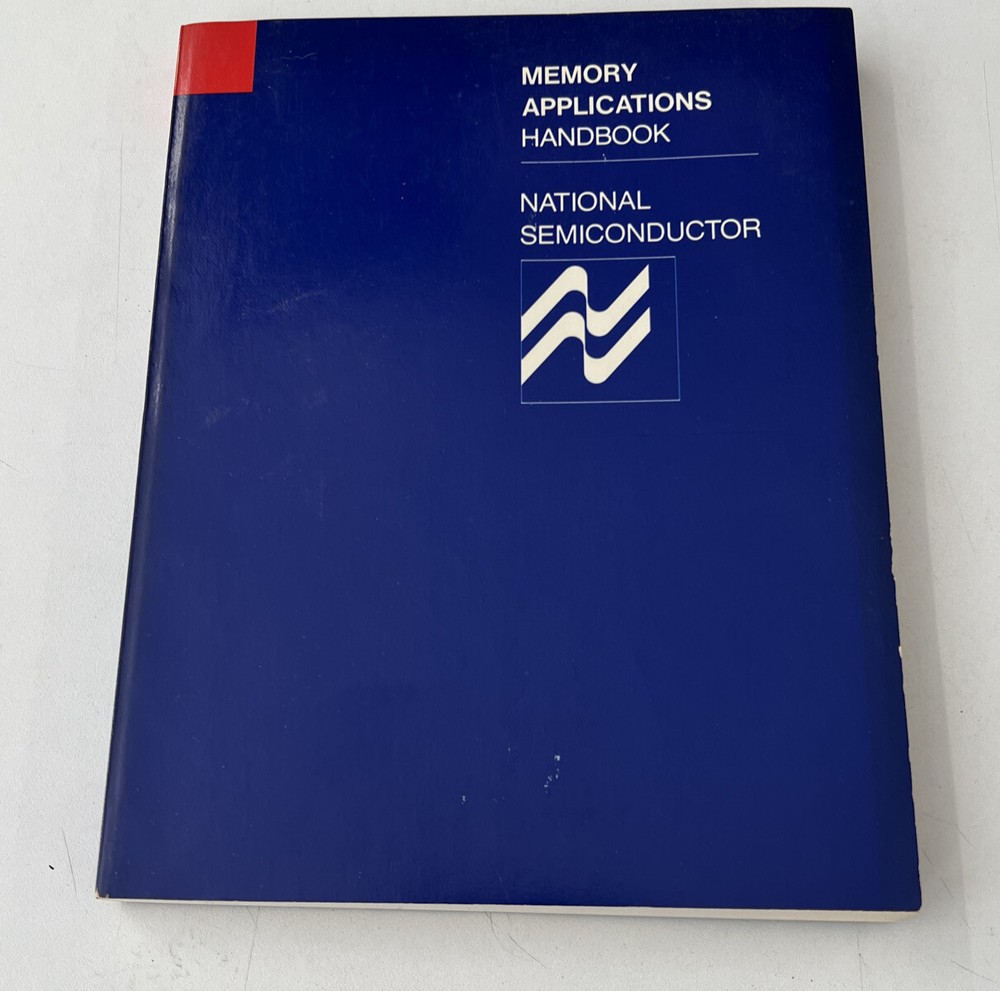 MEMORY
APPLICATIONS
HANDBOOK
NATIONAL
SEMICONDUCTOR